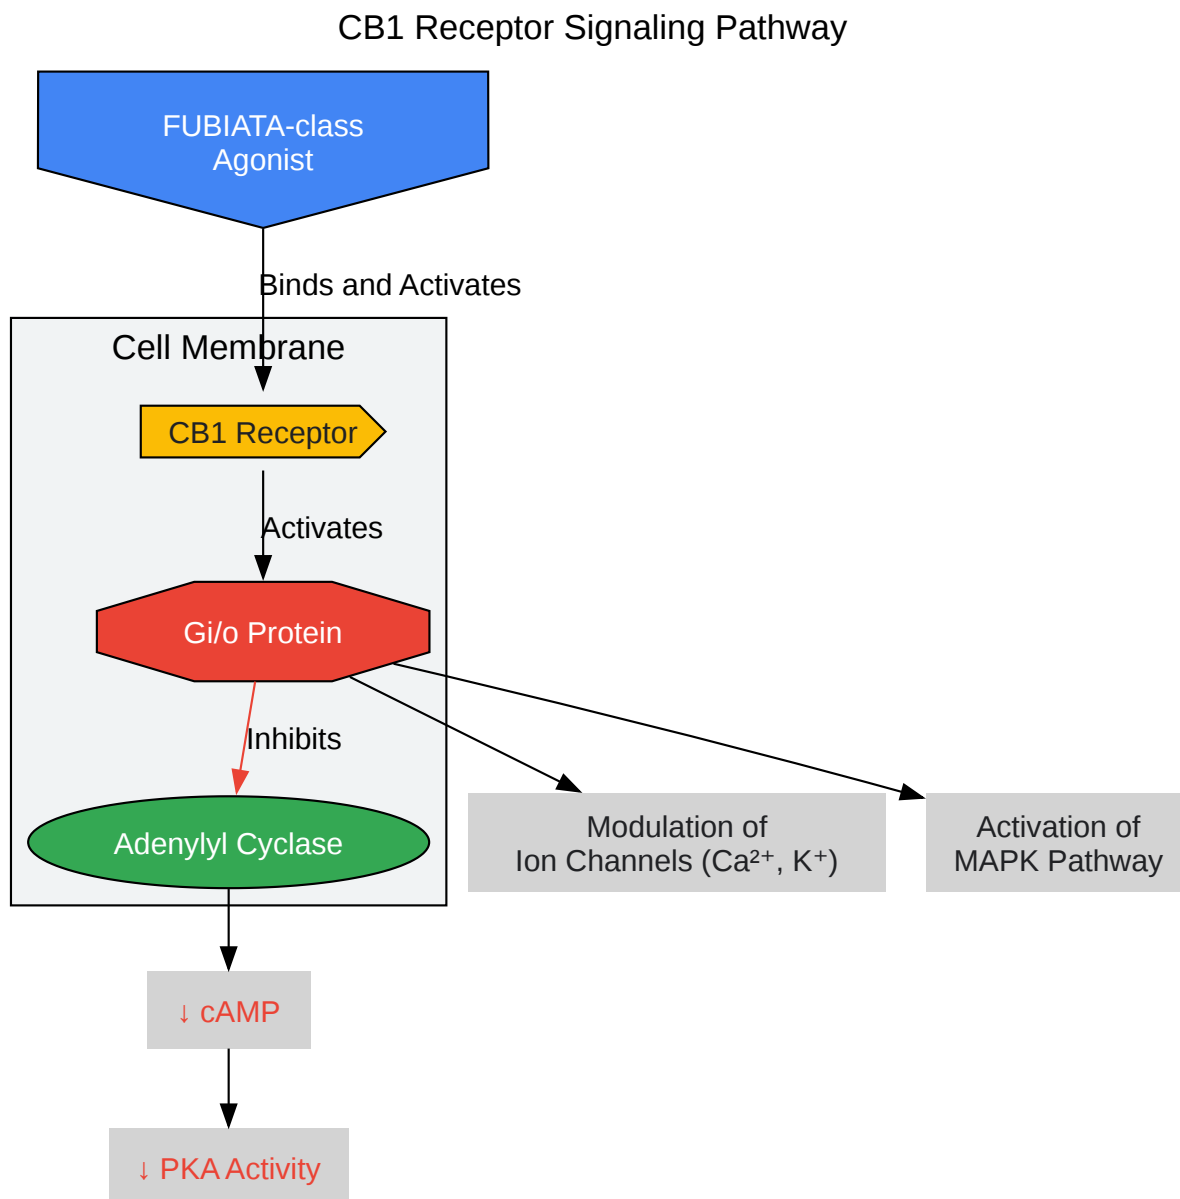 CB1 Receptor Signaling Pathway
FUBIATA-class
Agonist
Binds and Activates
Cell Membrane
CB1 Receptor
Activates
Gi/o Protein
Inhibits
Adenylyl Cyclase
Modulation of
Ion Channels (Ca²⁺, K⁺)
Activation of
MAPK Pathway
↓ cAMP
↓ PKA Activity